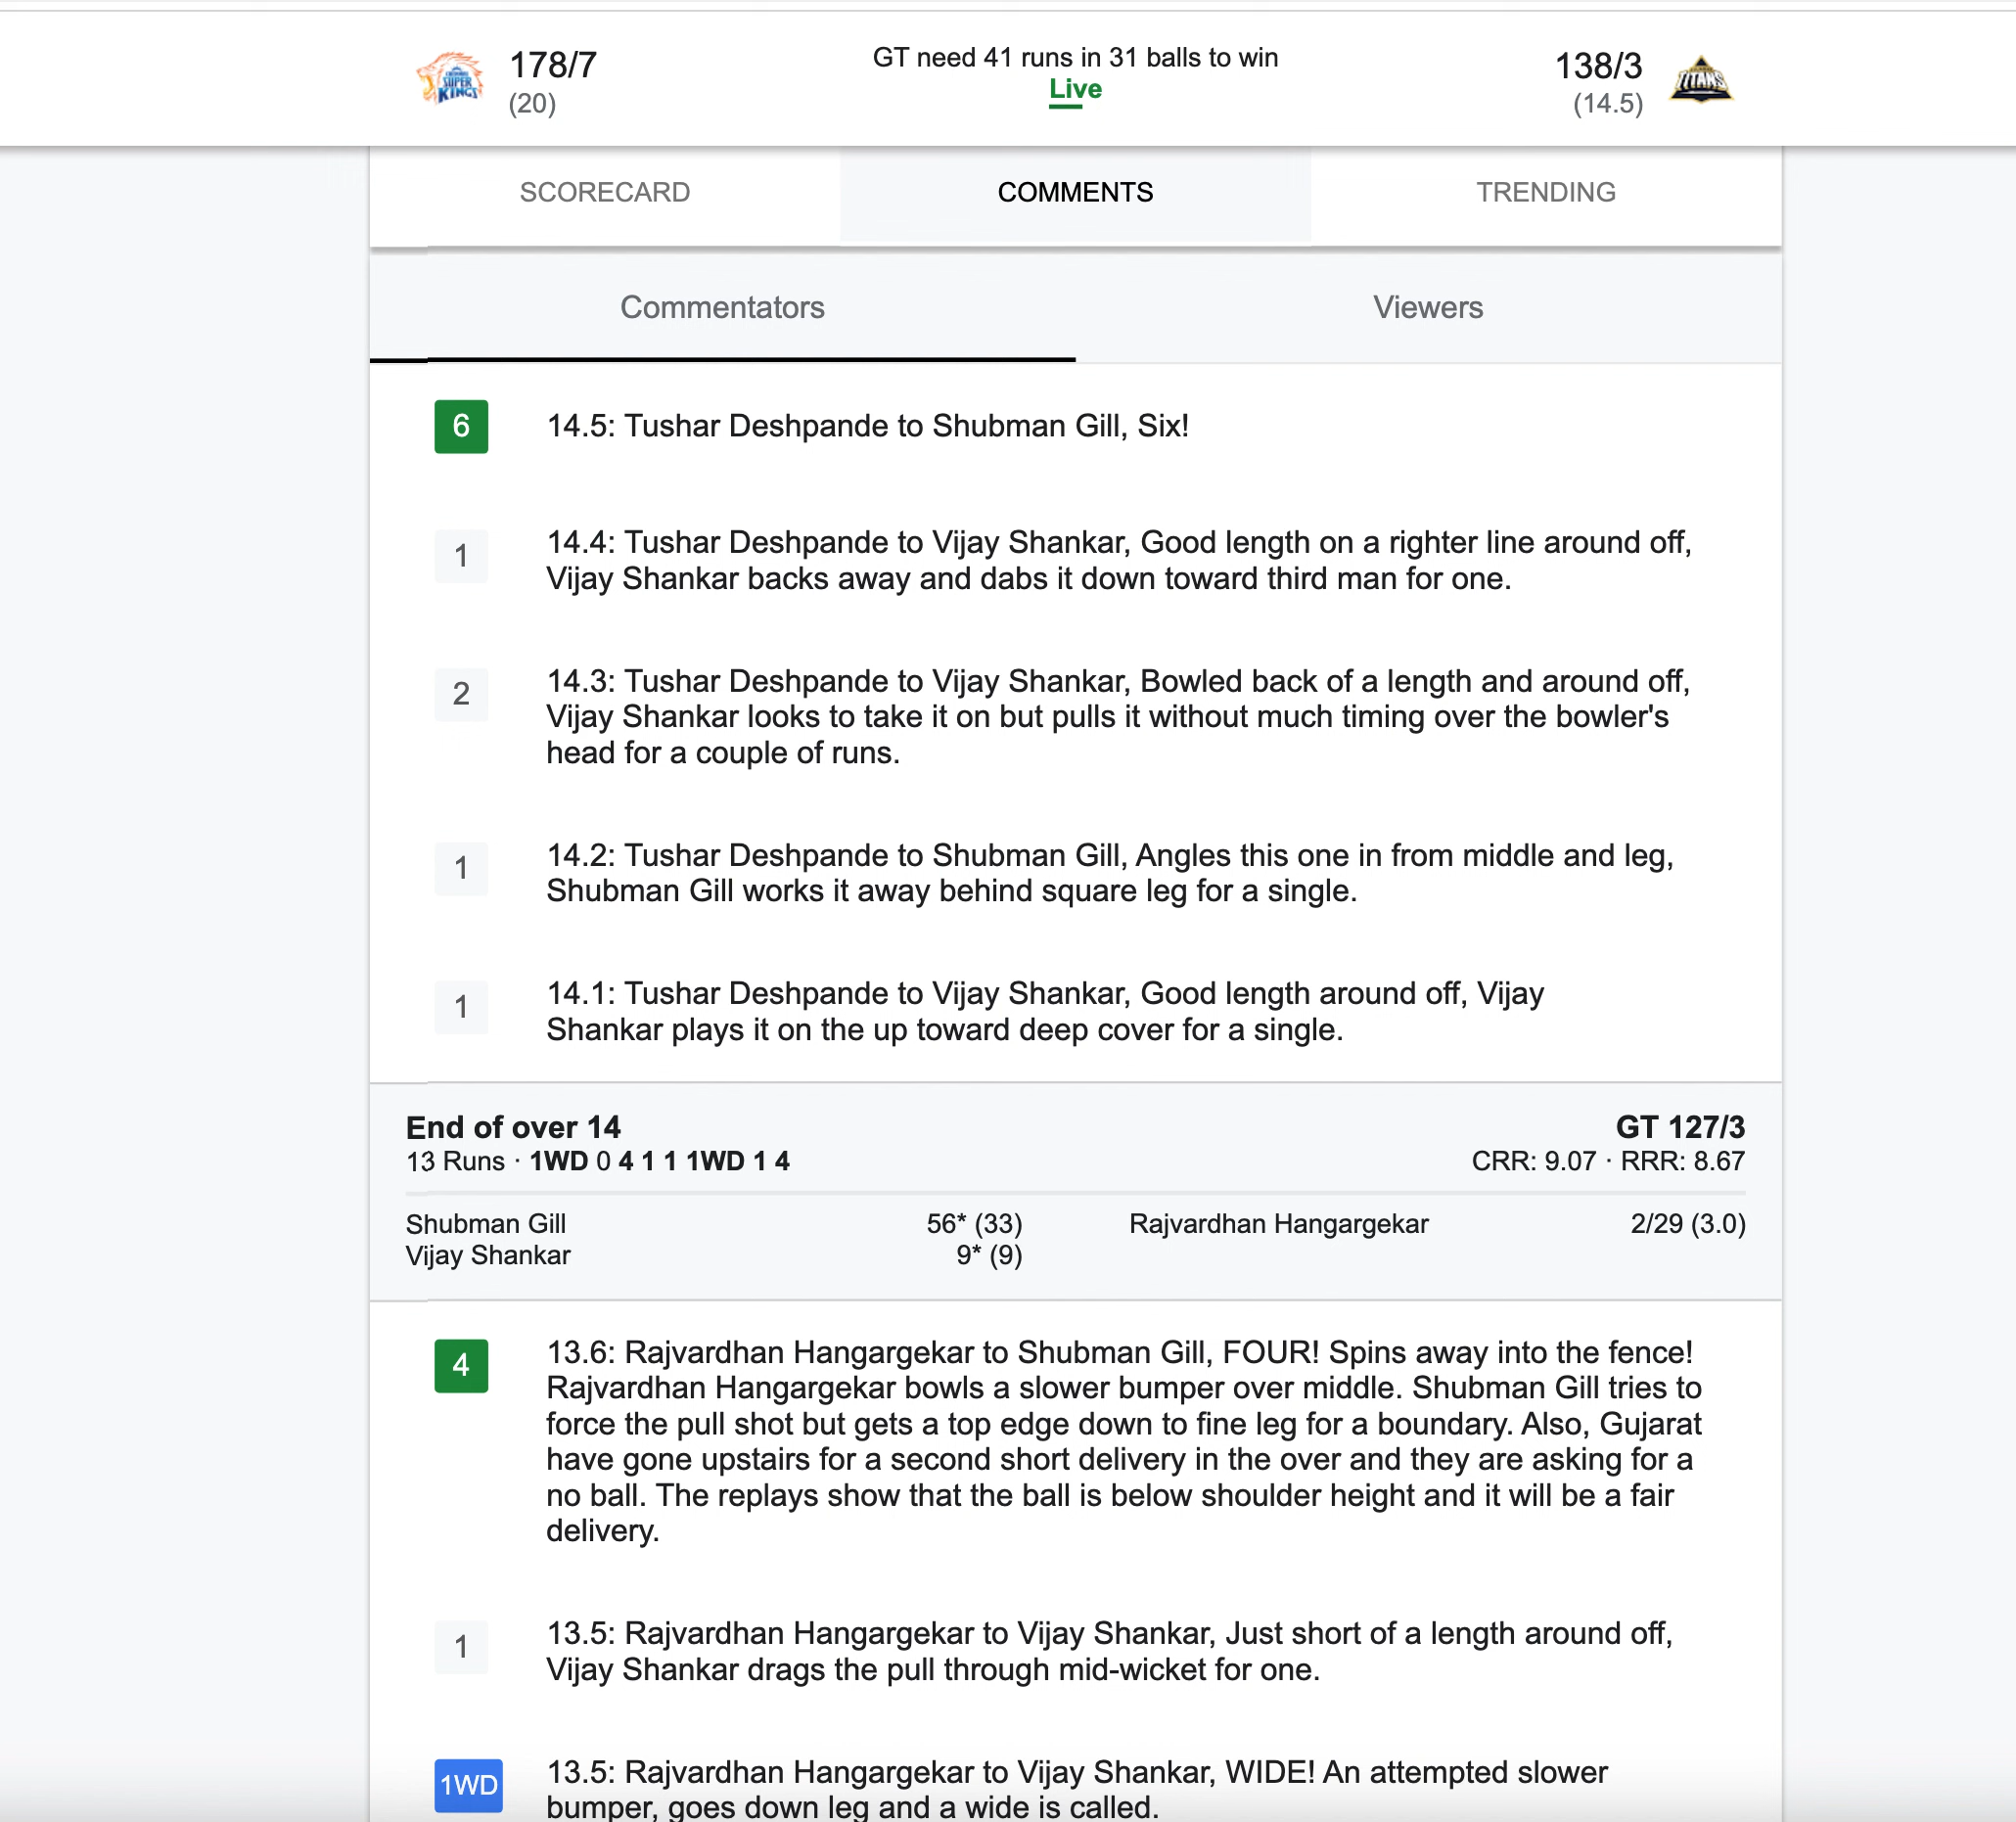 178/7
(20)
GT need 41 runs in 31 balls to win
Live
138/3
(14.5)
SUPER
KINGS
TITANS
SCORECARD
COMMENTS
TRENDING
Commentators
Viewers
6
14.5: Tushar Deshpande to Shubman Gill, Six!
1
14.4: Tushar Deshpande to Vijay Shankar, Good length on a righter line around off,
Vijay Shankar backs away and dabs it down toward third man for one.
2
14.3: Tushar Deshpande to Vijay Shankar, Bowled back of a length and around off,
Vijay Shankar looks to take it on but pulls it without much timing over the bowler's
head for a couple of runs.
1
14.2: Tushar Deshpande to Shubman Gill, Angles this one in from middle and leg,
Shubman Gill works it away behind square leg for a single.
1
14.1: Tushar Deshpande to Vijay Shankar, Good length around off, Vijay
Shankar plays it on the up toward deep cover for a single.
End of over 14
GT 127/3
13 Runs · 1WD 0 4 1 1 1WD 1 4
CRR: 9.07 · RRR: 8.67
Shubman Gill 56* (33)
Vijay Shankar 9* (9)
Rajvardhan Hangargekar 2/29 (3.0)
4
13.6: Rajvardhan Hangargekar to Shubman Gill, FOUR! Spins away into the fence!
Rajvardhan Hangargekar bowls a slower bumper over middle. Shubman Gill tries to
force the pull shot but gets a top edge down to fine leg for a boundary. Also, Gujarat
have gone upstairs for a second short delivery in the over and they are asking for a
no ball. The replays show that the ball is below shoulder height and it will be a fair
delivery.
1
13.5: Rajvardhan Hangargekar to Vijay Shankar, Just short of a length around off,
Vijay Shankar drags the pull through mid-wicket for one.
1WD
13.5: Rajvardhan Hangargekar to Vijay Shankar, WIDE! An attempted slower
bumper, goes down leg and a wide is called.